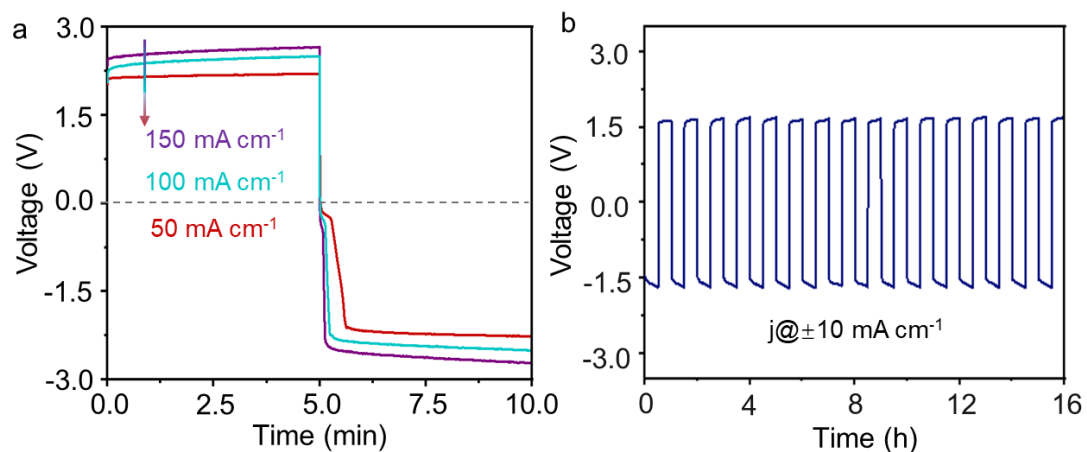 a
3.0
1.5
0.0
-1.5
-3.0
Voltage (V)
150 mA cm-1
100 mA cm-1
50 mA cm-1
0.0 2.5 5.0 7.5 10.0
Time (min)
b
3.0
1.5
0.0
-1.5
-3.0
Voltage (V)
j@±10 mA cm-1
0 4 8 12 16
Time (h)